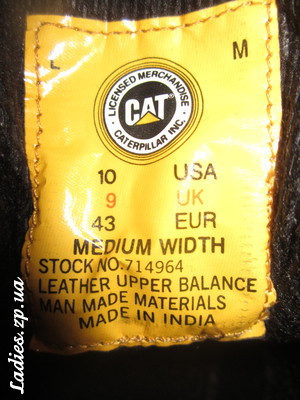 L M
LICENSED MERCHANDISE
CAT
CATERPILLAR INC.
10 USA
9 UK
43 EUR
MEDIUM WIDTH
STOCK NO.714964
LEATHER UPPER BALANCE
MAN MADE MATERIALS
MADE IN INDIA
Ladies.zp.ua